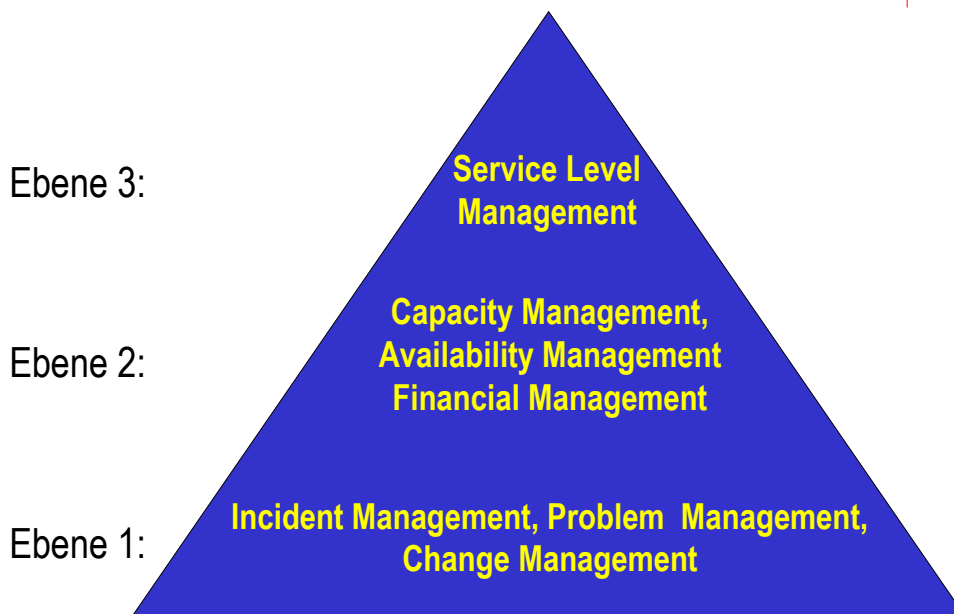 Ebene 3:
Service Level
Management
Ebene 2:
Capacity Management,
Availability Management
Financial Management
Ebene 1:
Incident Management, Problem  Management,
Change Management